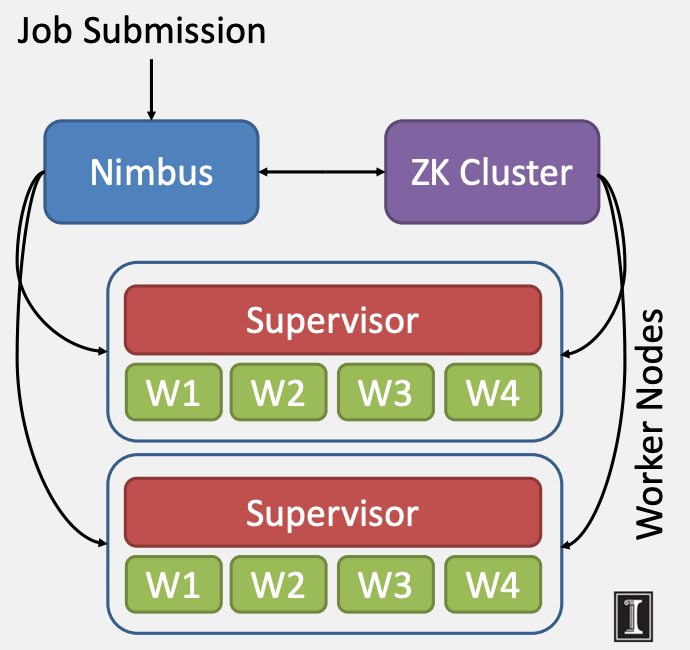 Job Submission
Nimbus
ZK Cluster
Supervisor
W1 W2 W3 W4
Supervisor
W1 W2 W3 W4
Worker Nodes
I